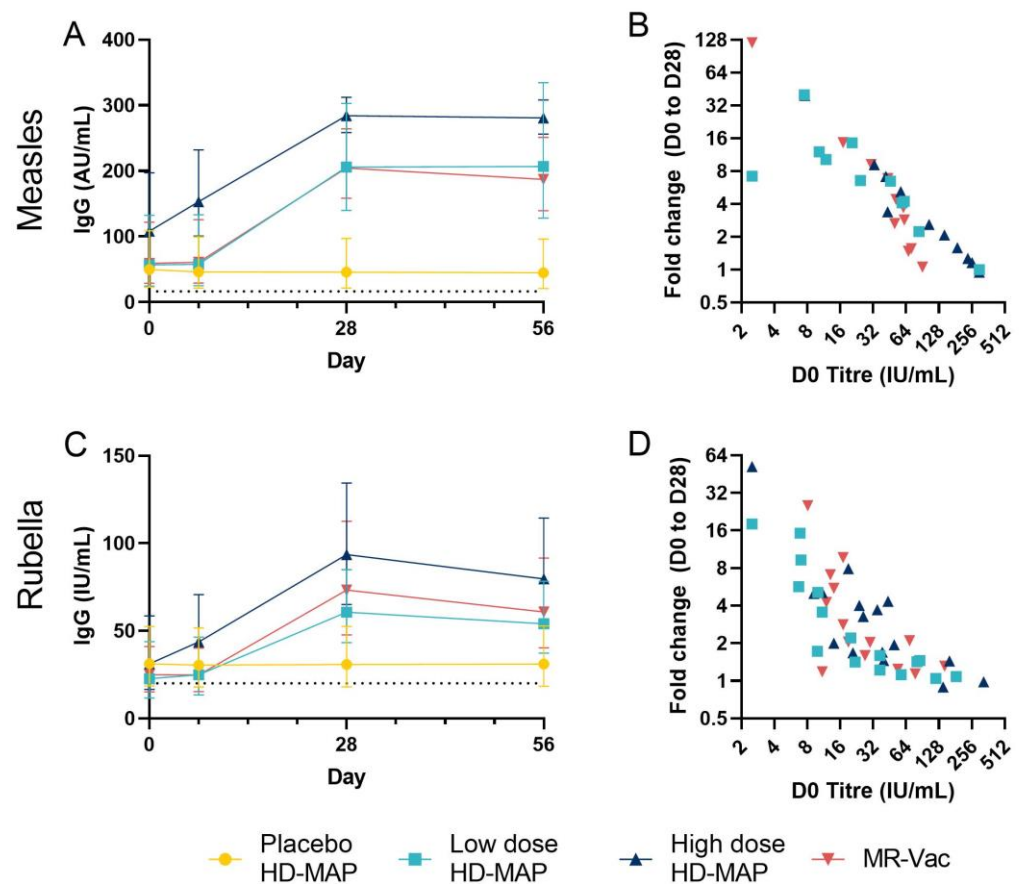 A
Measles
IgG (AU/mL)
400
300
200
100
0
0
28
56
Day
B
Fold change (D0 to D28)
128
64
32
16
8
4
2
1
0.5
2
4
8
16
32
64
128
256
512
D0 Titre (IU/mL)
C
Rubella
IgG (IU/mL)
150
100
50
0
0
28
56
Day
D
Fold change (D0 to D28)
64
32
16
8
4
2
1
0.5
2
4
8
16
32
64
128
256
512
D0 Titre (IU/mL)
Placebo
HD-MAP
Low dose
HD-MAP
High dose
HD-MAP
MR-Vac